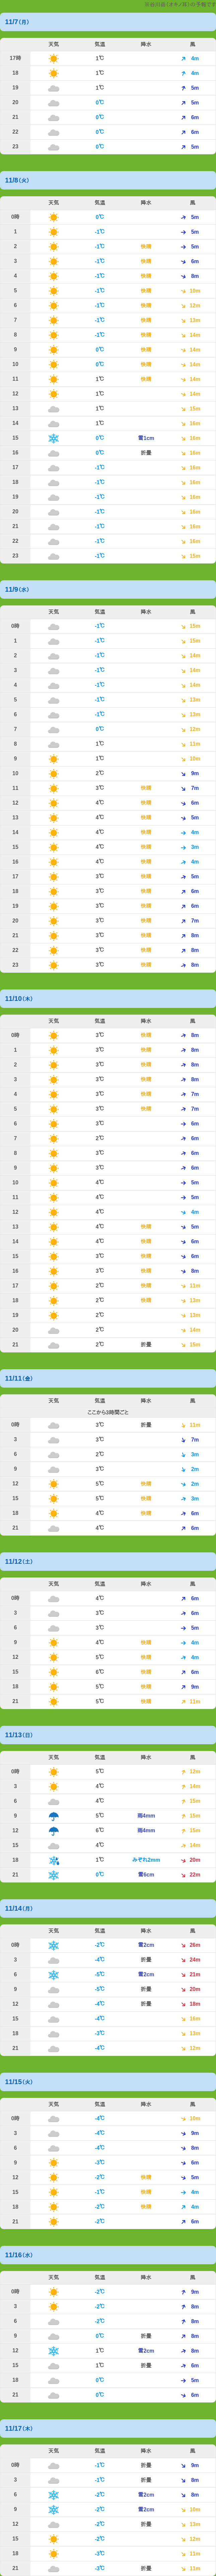 11/7(月)
天気 気温 降水 風
17時 1℃ 4m
18 1℃ 4m
19 1℃ 5m
20 0℃ 5m
21 0℃ 6m
22 0℃ 6m
23 0℃ 5m
11/8(火)
天気 気温 降水 風
0時 0℃ 5m
1 -1℃ 5m
2 -1℃ 快晴 5m
3 -1℃ 快晴 6m
4 -1℃ 快晴 8m
5 -1℃ 快晴 10m
6 -1℃ 快晴 12m
7 -1℃ 快晴 13m
8 -1℃ 快晴 14m
9 0℃ 快晴 14m
10 0℃ 快晴 14m
11 1℃ 快晴 14m
12 1℃ 14m
13 1℃ 15m
14 1℃ 16m
15 0℃ 雪1cm 16m
16 0℃ 折曇 16m
17 -1℃ 16m
18 -1℃ 16m
19 -1℃ 16m
20 -1℃ 16m
21 -1℃ 16m
22 -1℃ 16m
23 -1℃ 15m
11/9(水)
天気 気温 降水 風
0時 -1℃ 15m
1 -1℃ 15m
2 -1℃ 14m
3 -1℃ 14m
4 -1℃ 14m
5 -1℃ 13m
6 -1℃ 13m
7 0℃ 12m
8 1℃ 11m
9 1℃ 10m
10 2℃ 9m
11 3℃ 快晴 7m
12 4℃ 快晴 6m
13 4℃ 快晴 5m
14 4℃ 快晴 4m
15 4℃ 快晴 3m
16 4℃ 快晴 4m
17 3℃ 快晴 5m
18 3℃ 快晴 6m
19 3℃ 快晴 6m
20 3℃ 快晴 7m
21 3℃ 快晴 8m
22 3℃ 快晴 8m
23 3℃ 快晴 8m
11/10(木)
天気 気温 降水 風
0時 3℃ 快晴 8m
1 3℃ 快晴 8m
2 3℃ 快晴 8m
3 3℃ 快晴 8m
4 3℃ 快晴 7m
5 3℃ 快晴 7m
6 3℃ 6m
7 2℃ 6m
8 3℃ 6m
9 3℃ 6m
10 4℃ 5m
11 4℃ 5m
12 4℃ 4m
13 4℃ 快晴 5m
14 4℃ 快晴 6m
15 3℃ 快晴 6m
16 3℃ 快晴 8m
17 2℃ 快晴 11m
18 2℃ 快晴 13m
19 2℃ 13m
20 2℃ 14m
21 2℃ 折曇 15m
11/11(金)
天気 気温 降水 風
ここから3時間ごと
0時 3℃ 折曇 11m
3 3℃ 7m
6 2℃ 3m
9 3℃ 2m
12 5℃ 快晴 2m
15 5℃ 快晴 3m
18 4℃ 快晴 6m
21 4℃ 6m
11/12(土)
天気 気温 降水 風
0時 4℃ 6m
3 3℃ 6m
6 3℃ 5m
9 4℃ 快晴 4m
12 5℃ 快晴 4m
15 6℃ 快晴 6m
18 5℃ 快晴 9m
21 5℃ 快晴 11m
11/13(日)
天気 気温 降水 風
0時 5℃ 12m
3 4℃ 14m
6 4℃ 15m
9 5℃ 雨4mm 15m
12 6℃ 雨4mm 15m
15 4℃ 14m
18 1℃ みぞれ2mm 20m
21 0℃ 雪6cm 22m
11/14(月)
天気 気温 降水 風
0時 -2℃ 雪2cm 26m
3 -4℃ 折曇 24m
6 -5℃ 雪2cm 21m
9 -5℃ 折曇 20m
12 -4℃ 折曇 18m
15 -4℃ 16m
18 -3℃ 13m
21 -4℃ 12m
11/15(火)
天気 気温 降水 風
0時 -4℃ 10m
3 -4℃ 9m
6 -4℃ 8m
9 -3℃ 6m
12 -2℃ 快晴 5m
15 -1℃ 快晴 4m
18 -2℃ 快晴 4m
21 -2℃ 6m
11/16(水)
天気 気温 降水 風
0時 -2℃ 9m
3 -2℃ 8m
6 -2℃ 8m
9 0℃ 折曇 8m
12 1℃ 雪2cm 8m
15 1℃ 折曇 6m
18 0℃ 5m
21 0℃ 6m
11/17(木)
天気 気温 降水 風
0時 -1℃ 折曇 9m
3 -1℃ 折曇 8m
6 -2℃ 雪2cm 8m
9 -2℃ 雪2cm 10m
12 -2℃ 折曇 13m
15 -2℃ 12m
18 -3℃ 11m
21 -3℃ 折曇 11m